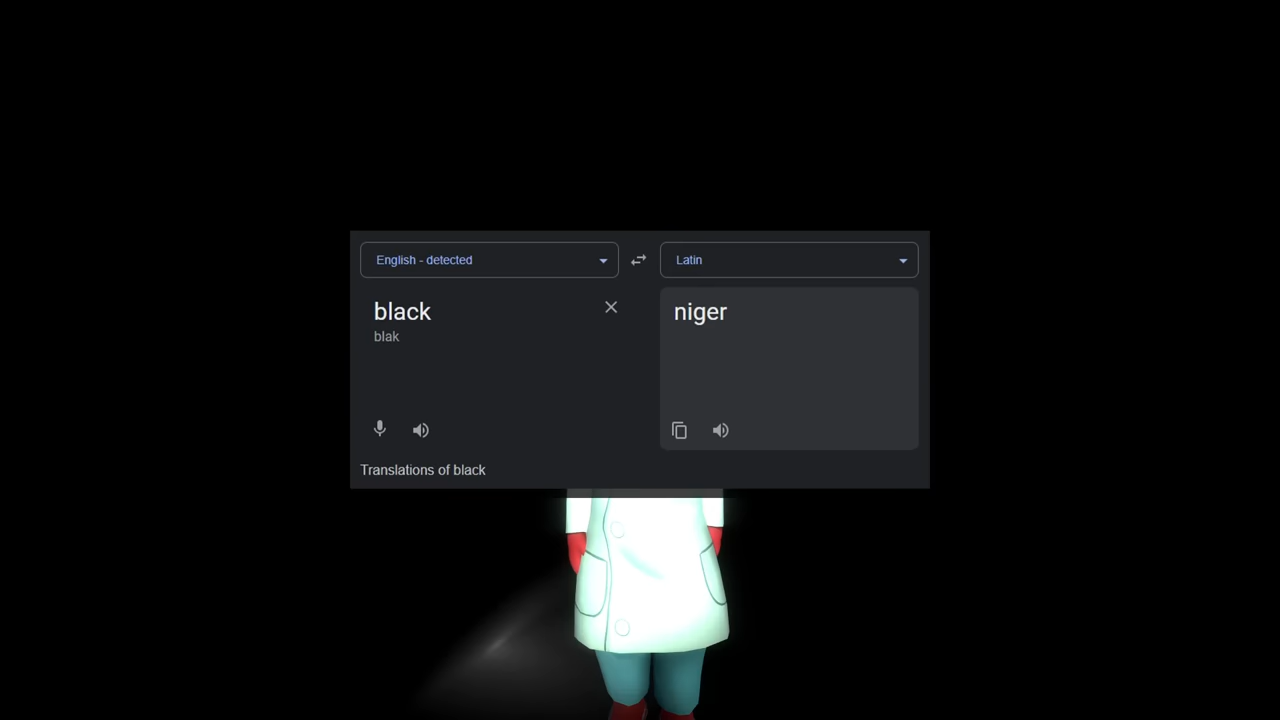 English - detected
Latin
black
niger
blak
Translations of black